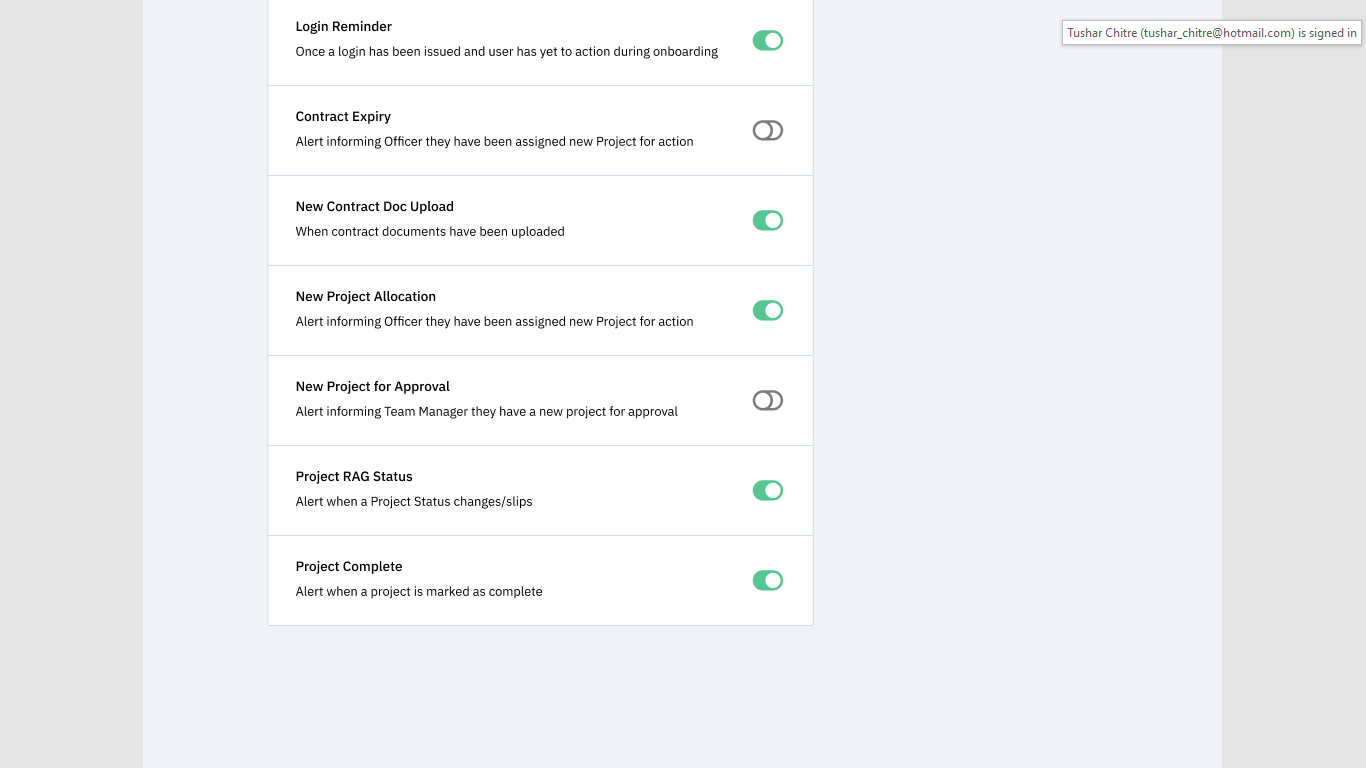 Login Reminder
Once a login has been issued and user has yet to action during onboarding
Tushar Chitre (tushar_chitre@hotmail.com) is signed in
Contract Expiry
Alert informing Officer they have been assigned new Project for action
New Contract Doc Upload
When contract documents have been uploaded
New Project Allocation
Alert informing Officer they have been assigned new Project for action
New Project for Approval
Alert informing Team Manager they have a new project for approval
Project RAG Status
Alert when a Project Status changes/slips
Project Complete
Alert when a project is marked as complete